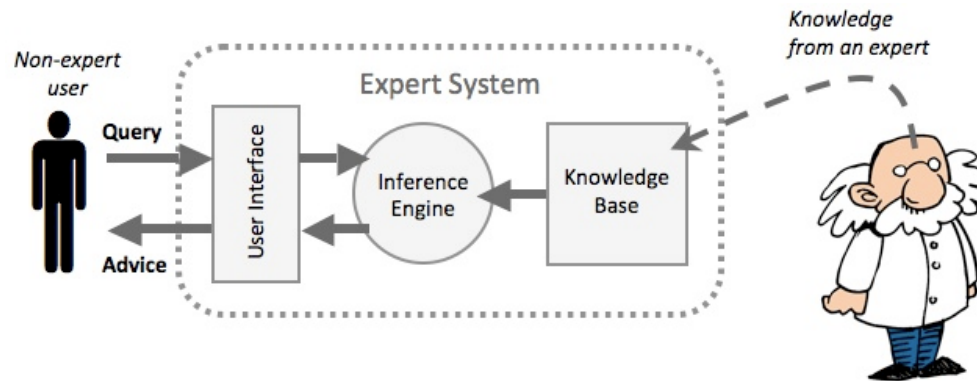 Non-expert
user
Knowledge
from an expert
Expert System
Query
Advice
User Interface
Inference
Engine
Knowledge
Base